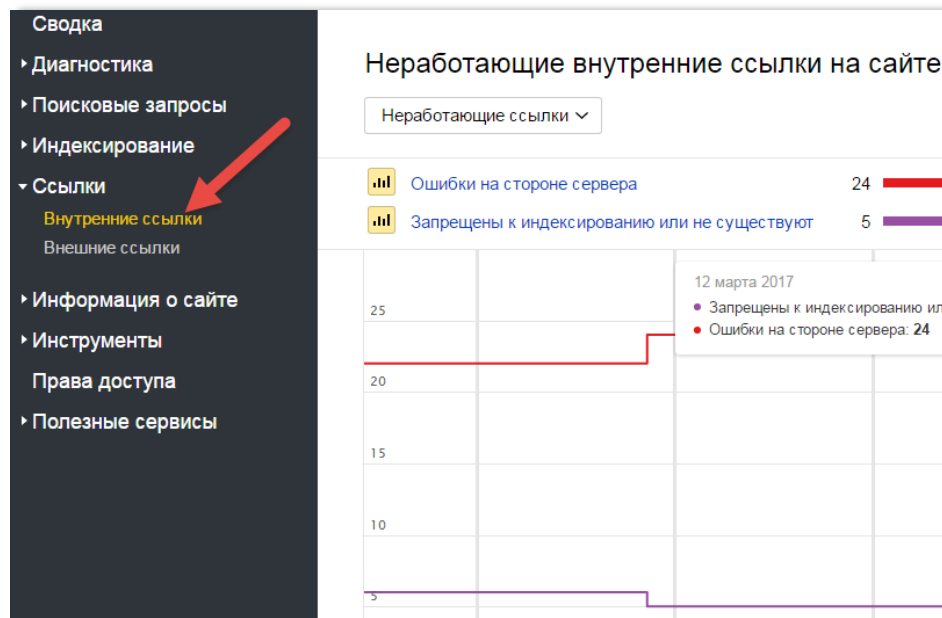 Сводка
Диагностика
Поисковые запросы
Индексирование
Ссылки
Внутренние ссылки
Внешние ссылки
Информация о сайте
Инструменты
Права доступа
Полезные сервисы
Неработающие внутренние ссылки на сайте
Неработающие ссылки
Ошибки на стороне сервера 24
Запрещены к индексированию или не существуют 5
12 марта 2017
Запрещены к индексированию ил
Ошибки на стороне сервера: 24
25
20
15
10
5